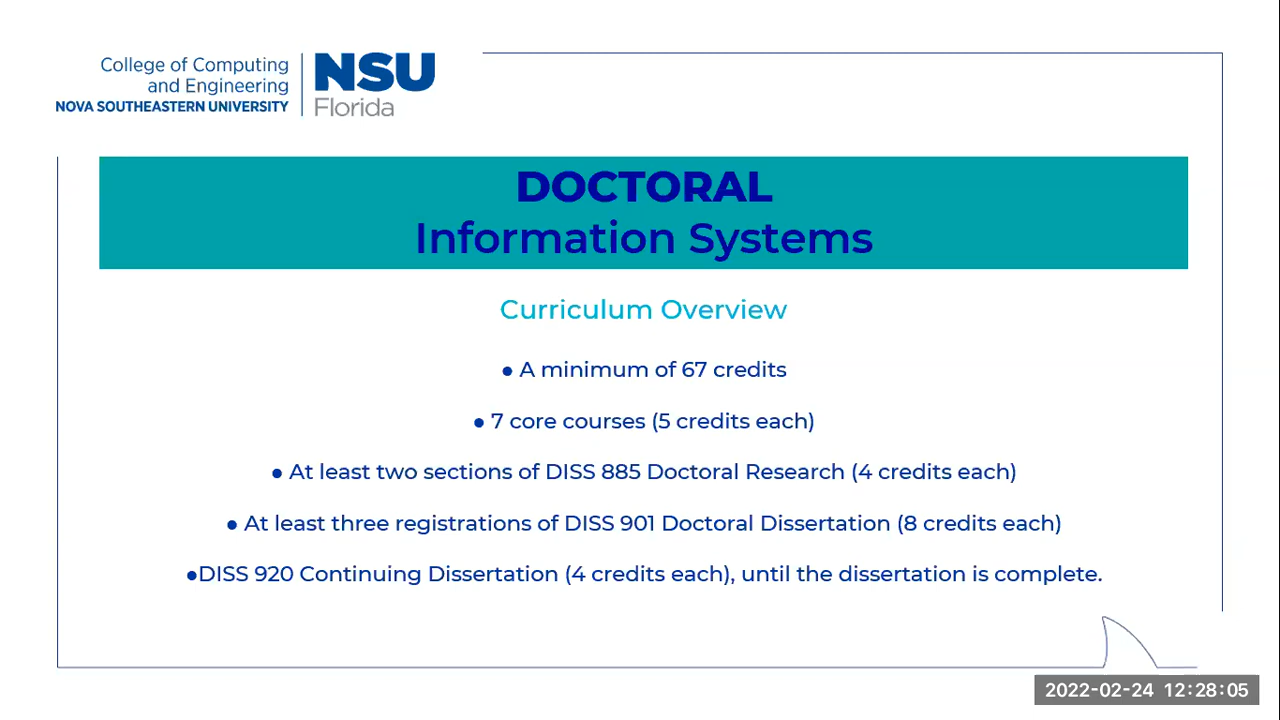 College of Computing
and Engineering
NOVA SOUTHEASTERN UNIVERSITY
NSU
Florida
DOCTORAL
Information Systems
Curriculum Overview
● A minimum of 67 credits
● 7 core courses (5 credits each)
● At least two sections of DISS 885 Doctoral Research (4 credits each)
● At least three registrations of DISS 901 Doctoral Dissertation (8 credits each)
●DISS 920 Continuing Dissertation (4 credits each), until the dissertation is complete.
2022-02-24 12:28:05